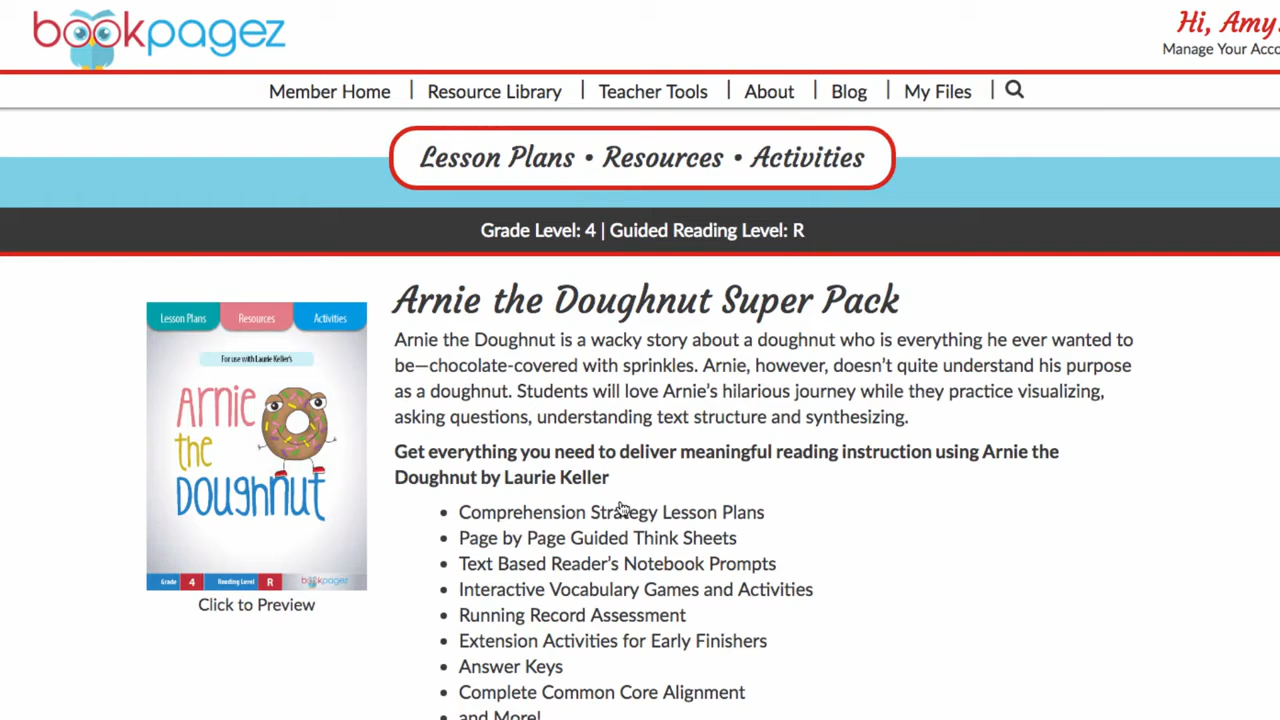 bookpagez
Hi, Amy
Manage Your Acco
Member Home | Resource Library | Teacher Tools | About | Blog | My Files |
Lesson Plans • Resources • Activities
Grade Level: 4 | Guided Reading Level: R
Lesson Plans Resources Activities
For use with Laurie Keller's
Arnie
the
Doughnut
Grade 4 Reading Level R bookpagez
Click to Preview
Arnie the Doughnut Super Pack
Arnie the Doughnut is a wacky story about a doughnut who is everything he ever wanted to
be—chocolate-covered with sprinkles. Arnie, however, doesn't quite understand his purpose
as a doughnut. Students will love Arnie's hilarious journey while they practice visualizing,
asking questions, understanding text structure and synthesizing.
Get everything you need to deliver meaningful reading instruction using Arnie the
Doughnut by Laurie Keller
• Comprehension Strategy Lesson Plans
• Page by Page Guided Think Sheets
• Text Based Reader's Notebook Prompts
• Interactive Vocabulary Games and Activities
• Running Record Assessment
• Extension Activities for Early Finishers
• Answer Keys
• Complete Common Core Alignment
• and More!